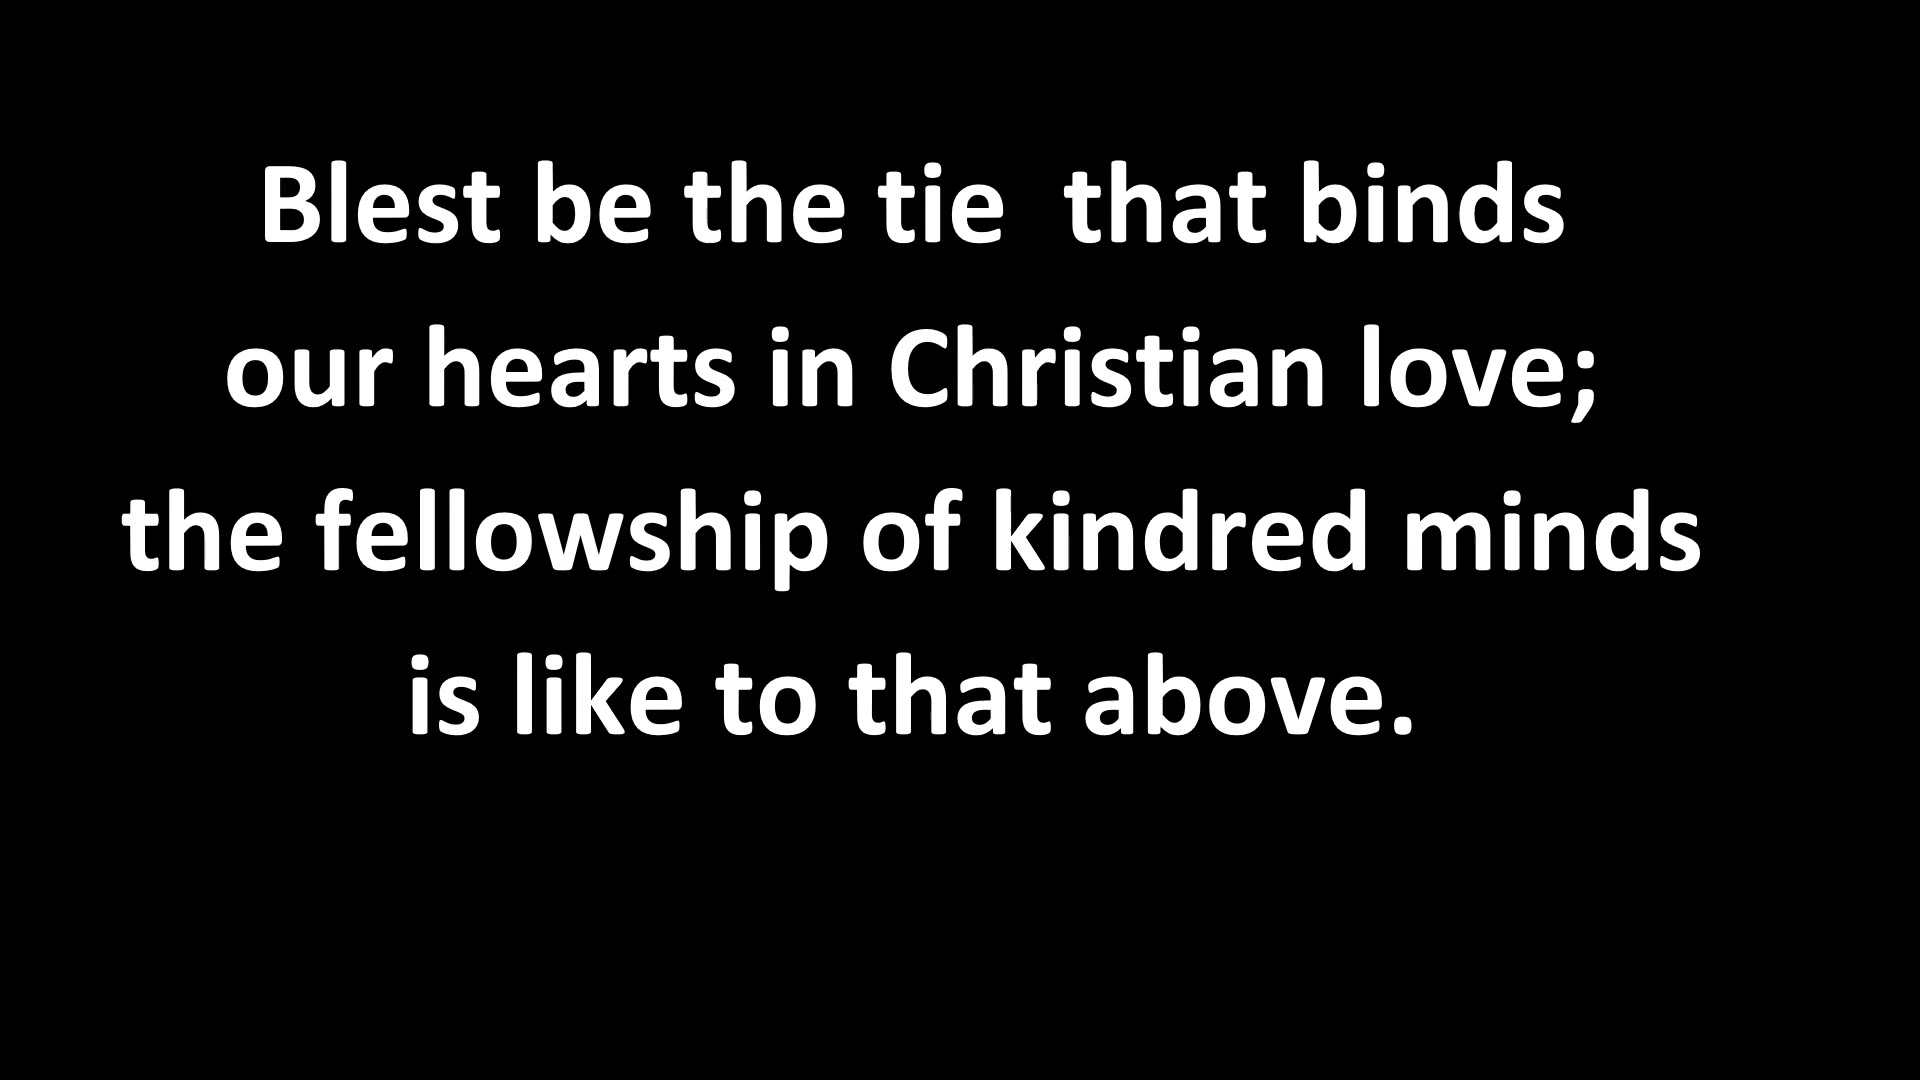 Blest be the tie  that binds
our hearts in Christian love;
the fellowship of kindred minds
is like to that above.